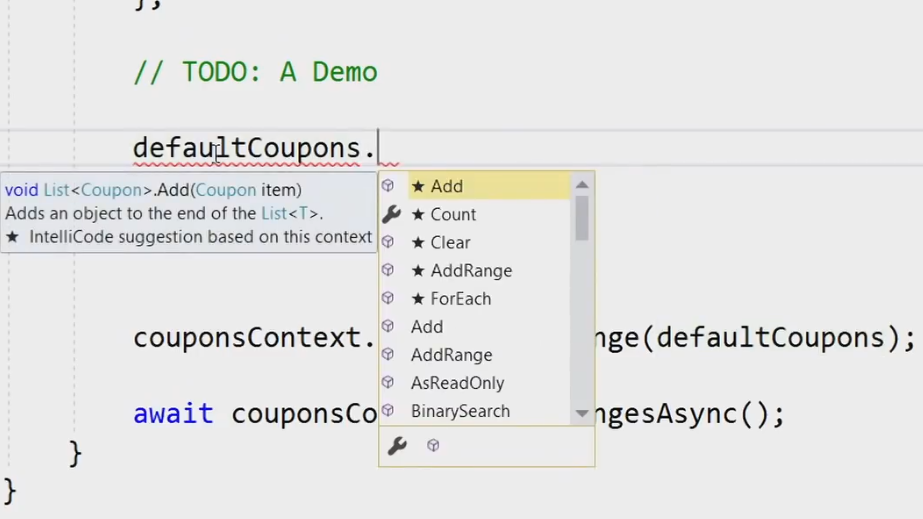 };
// TODO: A Demo
defaultCoupons.
void List<Coupon>.Add(Coupon item)
Adds an object to the end of the List<T>.
★ IntelliCode suggestion based on this context
★ Add
★ Count
★ Clear
★ AddRange
★ ForEach
Add
AddRange
AsReadOnly
BinarySearch
couponsContext. nge(defaultCoupons);
await couponsCo ngesAsync();
}
}